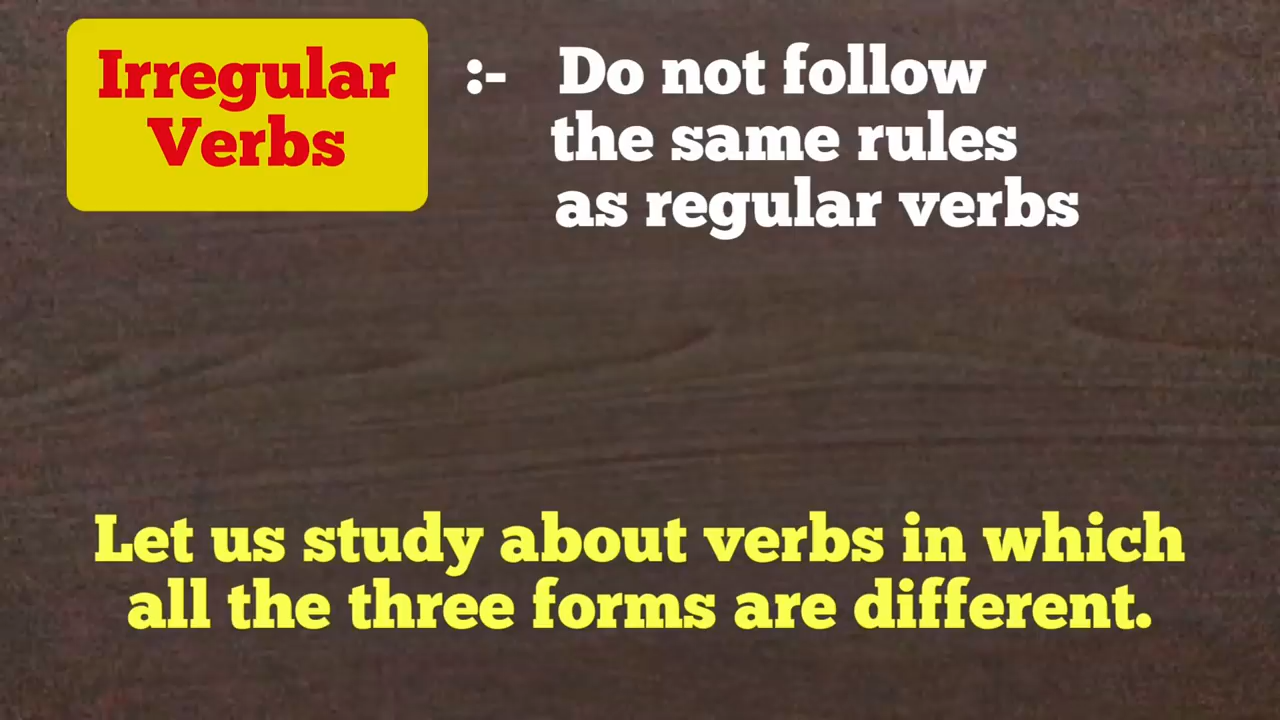 Irregular
Verbs
:- Do not follow
the same rules
as regular verbs
Let us study about verbs in which
all the three forms are different.